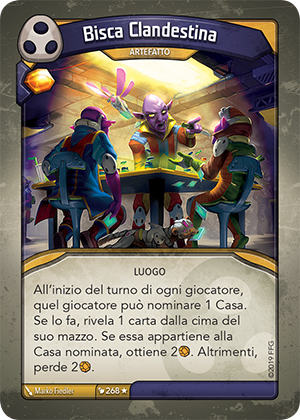 Bisca Clandestina
ARTEFATTO
LUOGO
All'inizio del turno di ogni giocatore,
quel giocatore può nominare 1 Casa.
Se lo fa, rivela 1 carta dalla cima del
suo mazzo. Se essa appartiene alla
Casa nominata, ottiene 2. Altrimenti,
perde 2.
Marko Fiedler
268
©2019 FFG